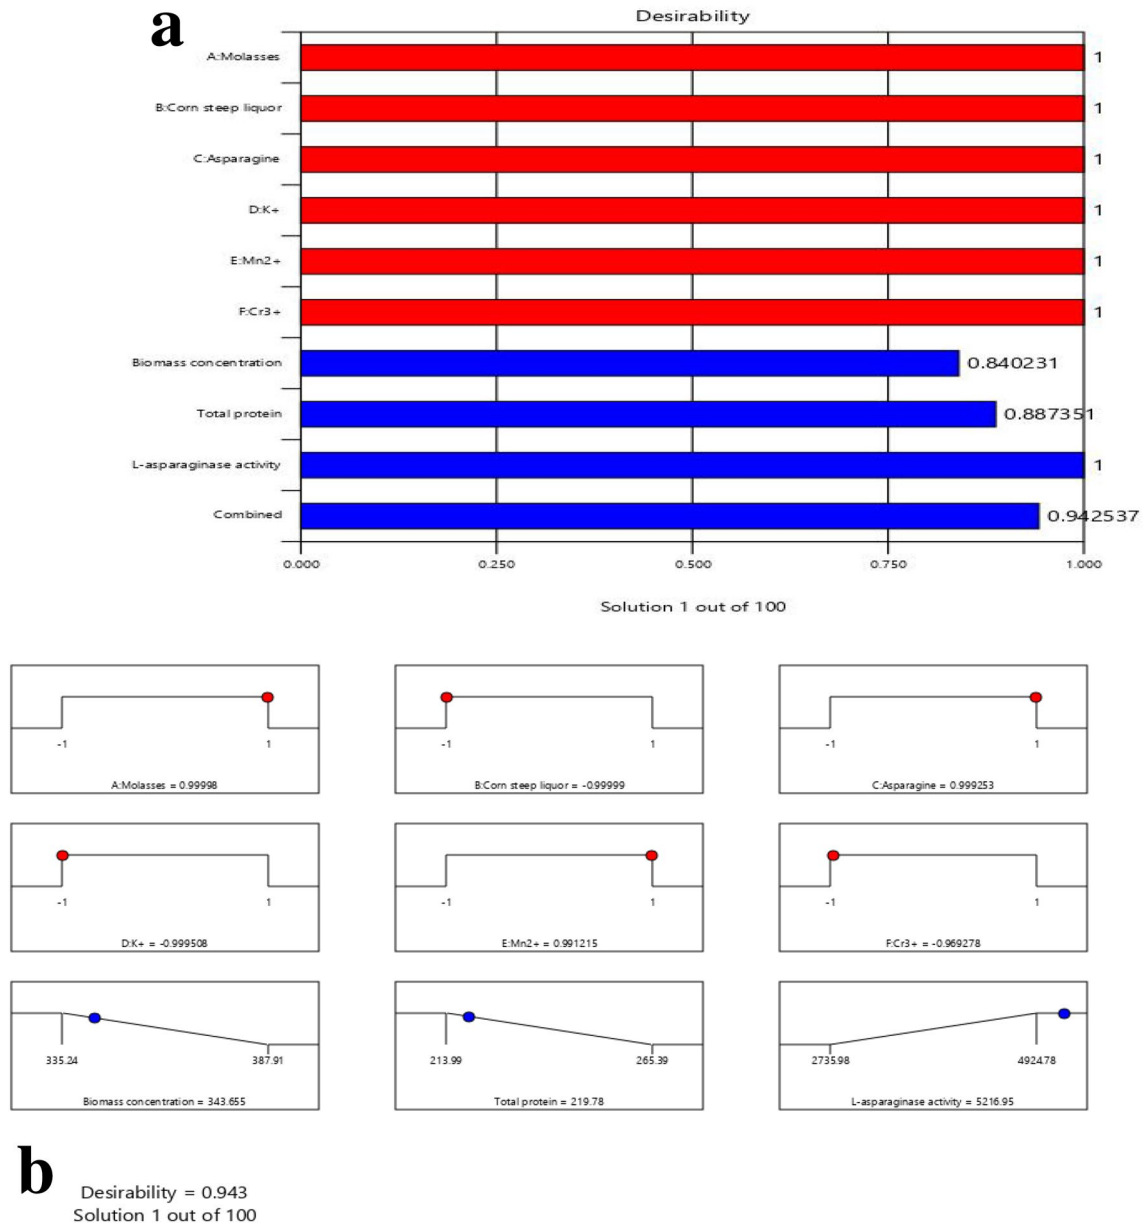 a
Desirability
A:Molasses 1
B:Corn steep liquor 1
C:Asparagine 1
D:K+ 1
E:Mn2+ 1
F:Cr3+ 1
Biomass concentration 0.840231
Total protein 0.887351
L-asparaginase activity 1
Combined 0.942537
0.000 0.250 0.500 0.750 1.000
Solution 1 out of 100
-1 1 -1 1 -1 1
A:Molasses = 0.99998 B:Corn steep liquor = -0.99999 C:Asparagine = 0.999253
-1 1 -1 1 -1 1
D:K+ = -0.999508 E:Mn2+ = 0.991215 F:Cr3+ = -0.969278
335.24 387.91 213.99 265.39 2735.98 4924.78
Biomass concentration = 343.655 Total protein = 219.78 L-asparaginase activity = 5216.95
b
Desirability = 0.943
Solution 1 out of 100